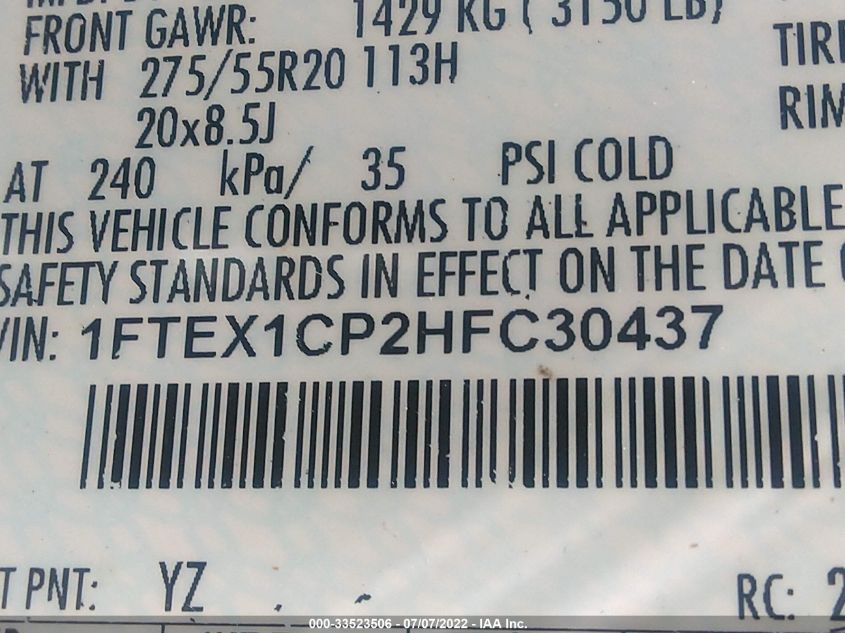 FRONT GAWR: 1429 KG ( 3150 LB)
WITH 275/55R20 113H
20x8.5J
AT 240 kPa/ 35 PSI COLD
THIS VEHICLE CONFORMS TO ALL APPLICABLE
SAFETY STANDARDS IN EFFECT ON THE DATE
VIN: 1FTEX1CP2HFC30437
PNT: YZ RC: 2
000-33523506 - 07/07/2022 - IAA Inc.